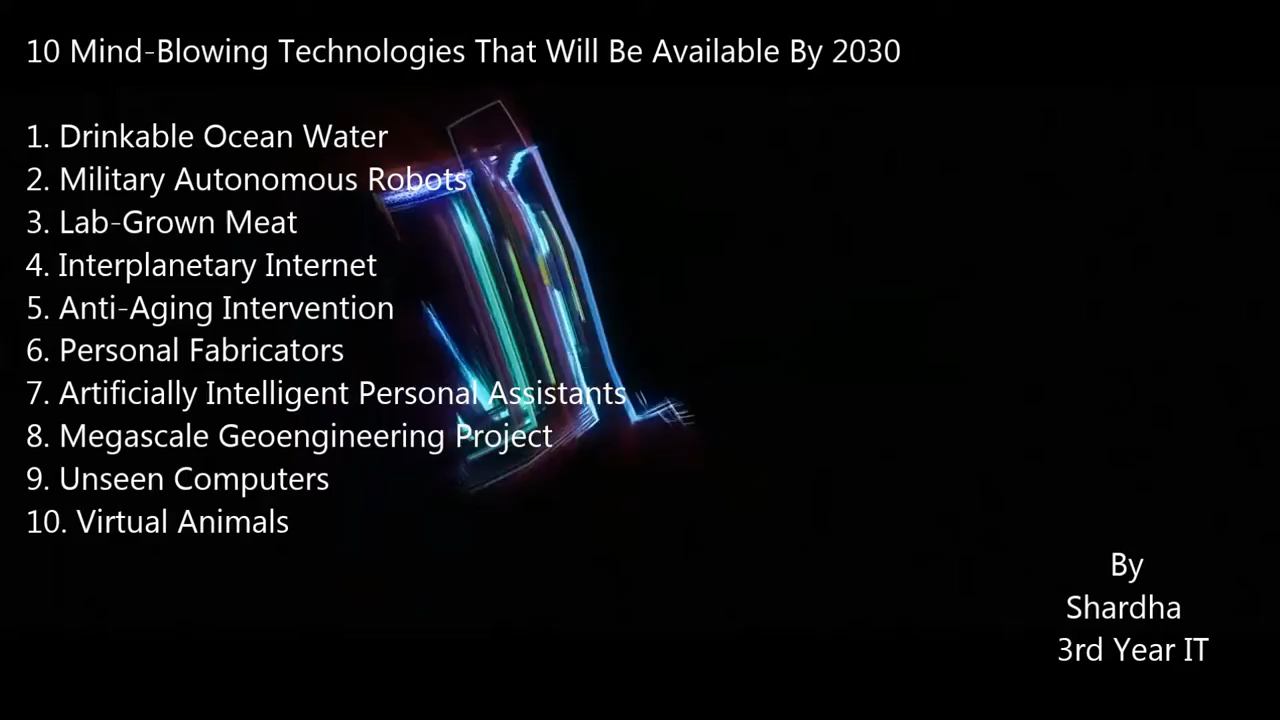 10 Mind-Blowing Technologies That Will Be Available By 2030
1. Drinkable Ocean Water
2. Military Autonomous Robots
3. Lab-Grown Meat
4. Interplanetary Internet
5. Anti-Aging Intervention
6. Personal Fabricators
7. Artificially Intelligent Personal Assistants
8. Megascale Geoengineering Project
9. Unseen Computers
10. Virtual Animals
By
Shardha
3rd Year IT